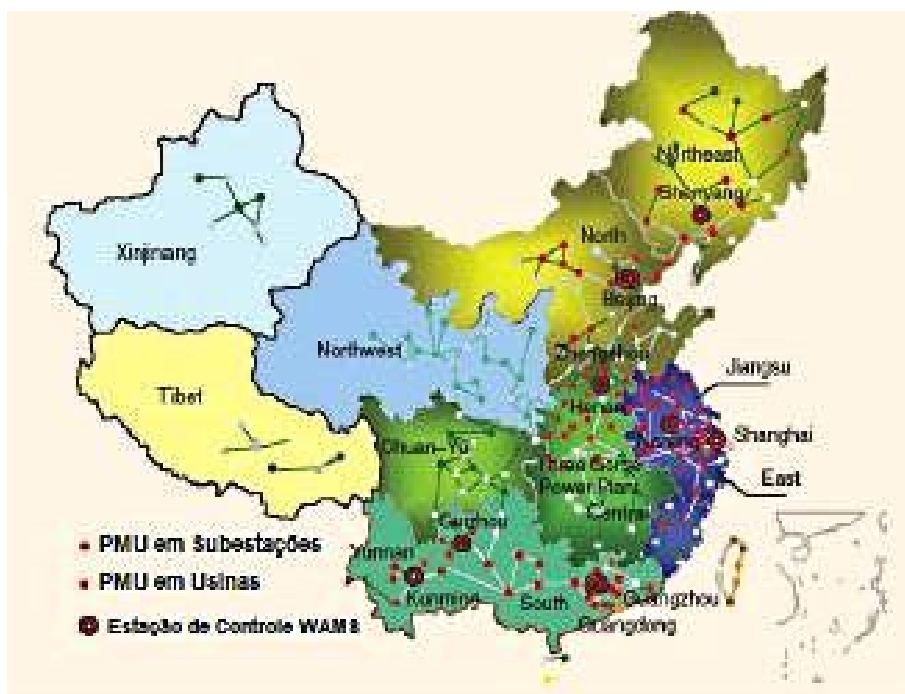 Northeast
Shenyang
North
Xinjinang
Beijing
Northwest
Zhengzhou
Jiangsu
Tibet
Henan
Shanghai
Chuan-Yu
Three Gorge
Power Plant
East
Central
Guizhou
PMU em Subestações
Yunnan
PMU em Usinas
Kunming
South
Guangzhou
Estação de Controle WAMS
Guangdong